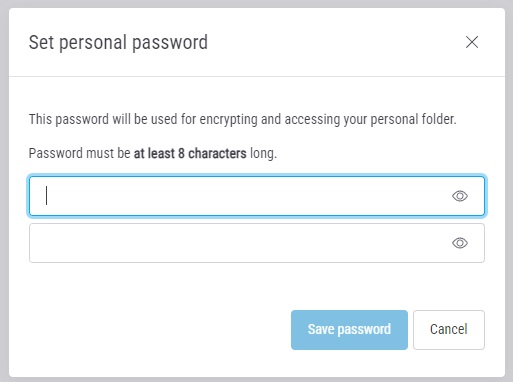 Set personal password
This password will be used for encrypting and accessing your personal folder.
Password must be at least 8 characters long.
Save password
Cancel